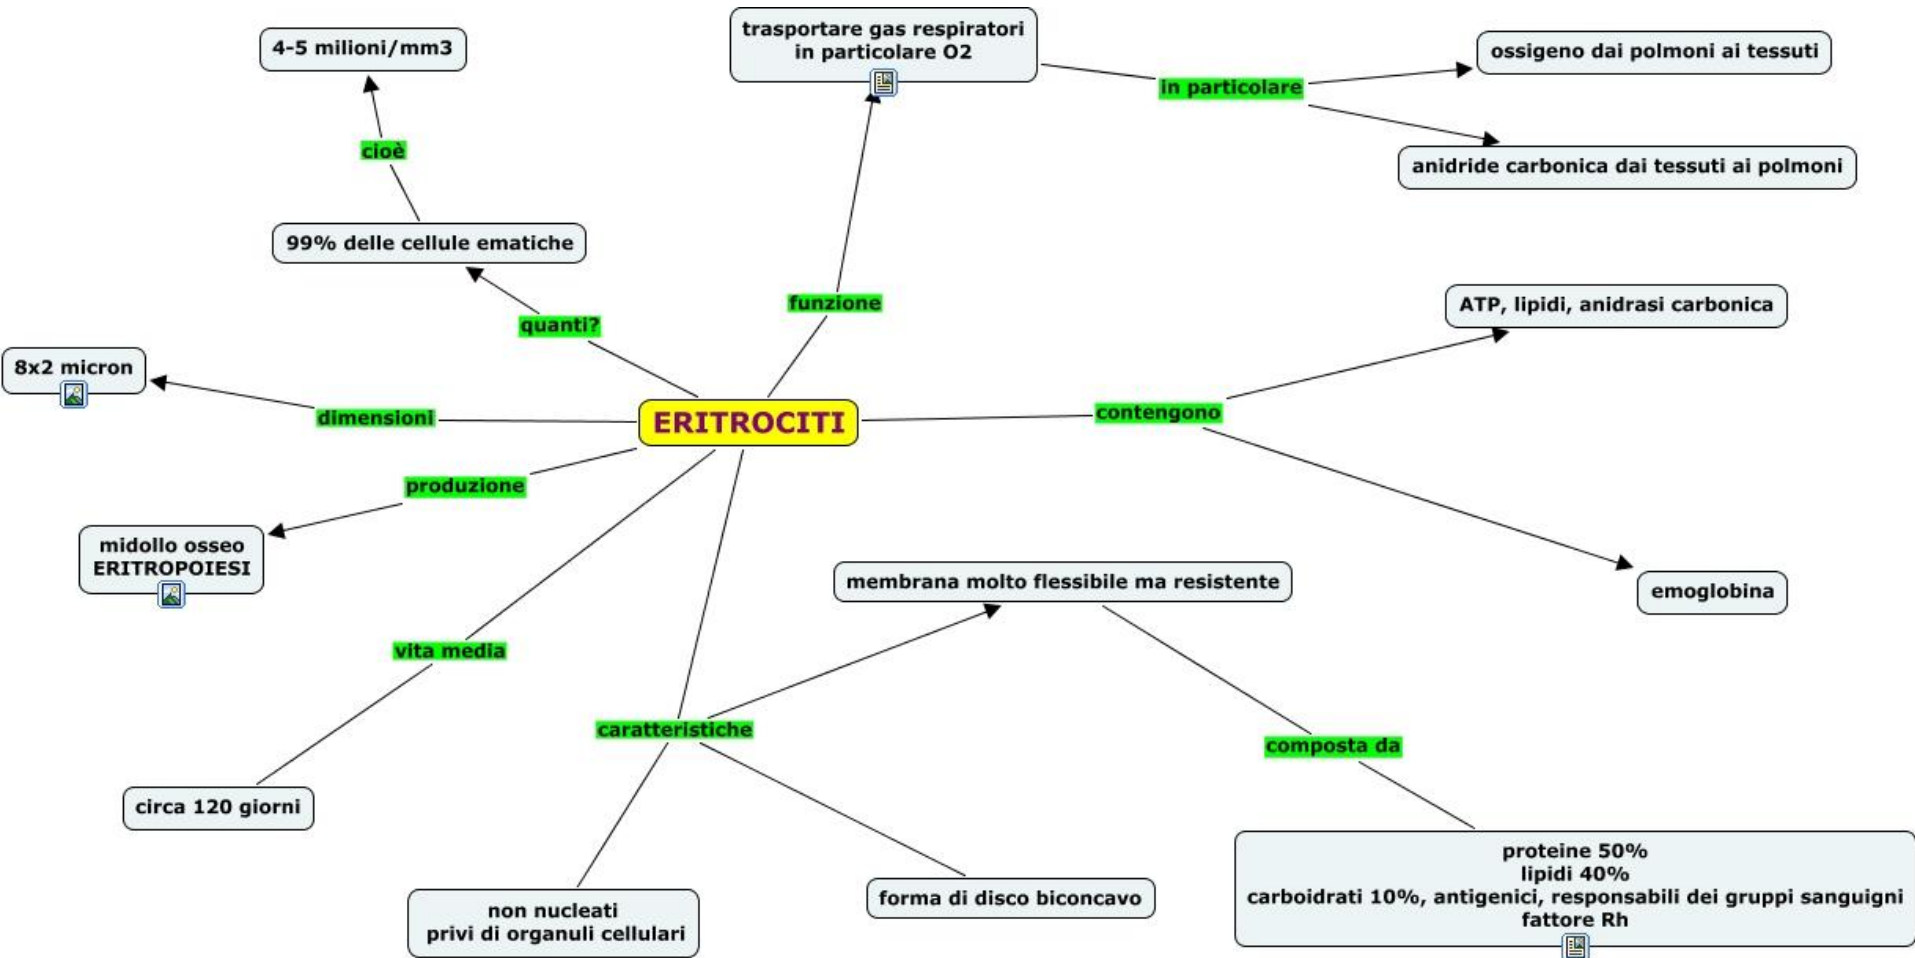 trasportare gas respiratori
in particolare O2
4-5 milioni/mm3
ossigeno dai polmoni ai tessuti
in particolare
cioè
anidride carbonica dai tessuti ai polmoni
99% delle cellule ematiche
funzione
ATP, lipidi, anidrasi carbonica
quanti?
8x2 micron
dimensioni
ERITROCITI
contengono
produzione
midollo osseo
ERITROPOIESI
membrana molto flessibile ma resistente
emoglobina
vita media
caratteristiche
composta da
circa 120 giorni
proteine 50%
lipidi 40%
carboidrati 10%, antigenici, responsabili dei gruppi sanguigni
fattore Rh
forma di disco biconcavo
non nucleati
privi di organuli cellulari